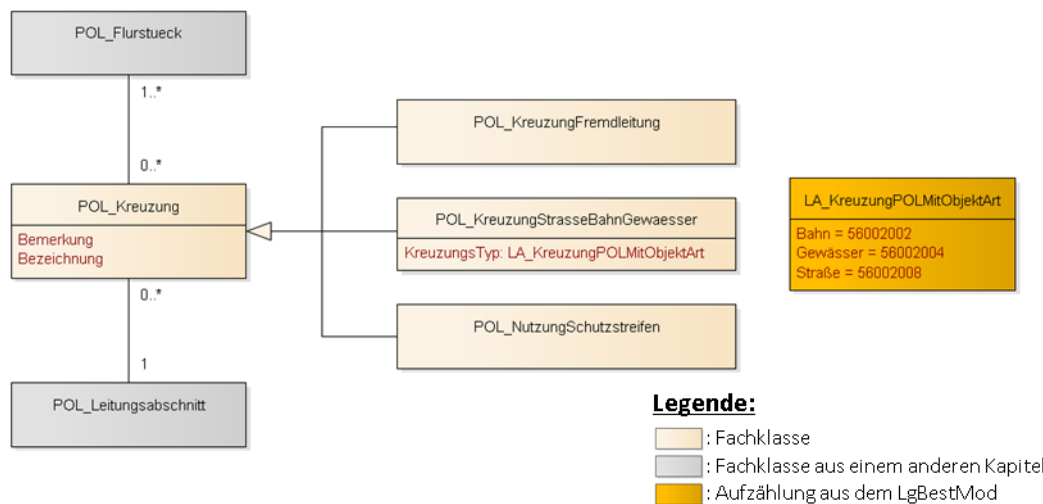 POL_Flurstueck
1..*
0..*
POL_Kreuzung
Bemerkung
Bezeichnung
0..*
1
POL_Leitungsabschnitt
POL_KreuzungFremdleitung
POL_KreuzungStrasseBahnGewaesser
KreuzungsTyp: LA_KreuzungPOLMitObjektArt
POL_NutzungSchutzstreifen
LA_KreuzungPOLMitObjektArt
Bahn = 56002002
Gewässer = 56002004
Straße = 56002008
Legende:
: Fachklasse
: Fachklasse aus einem anderen Kapitel
: Aufzählung aus dem LgBestMod